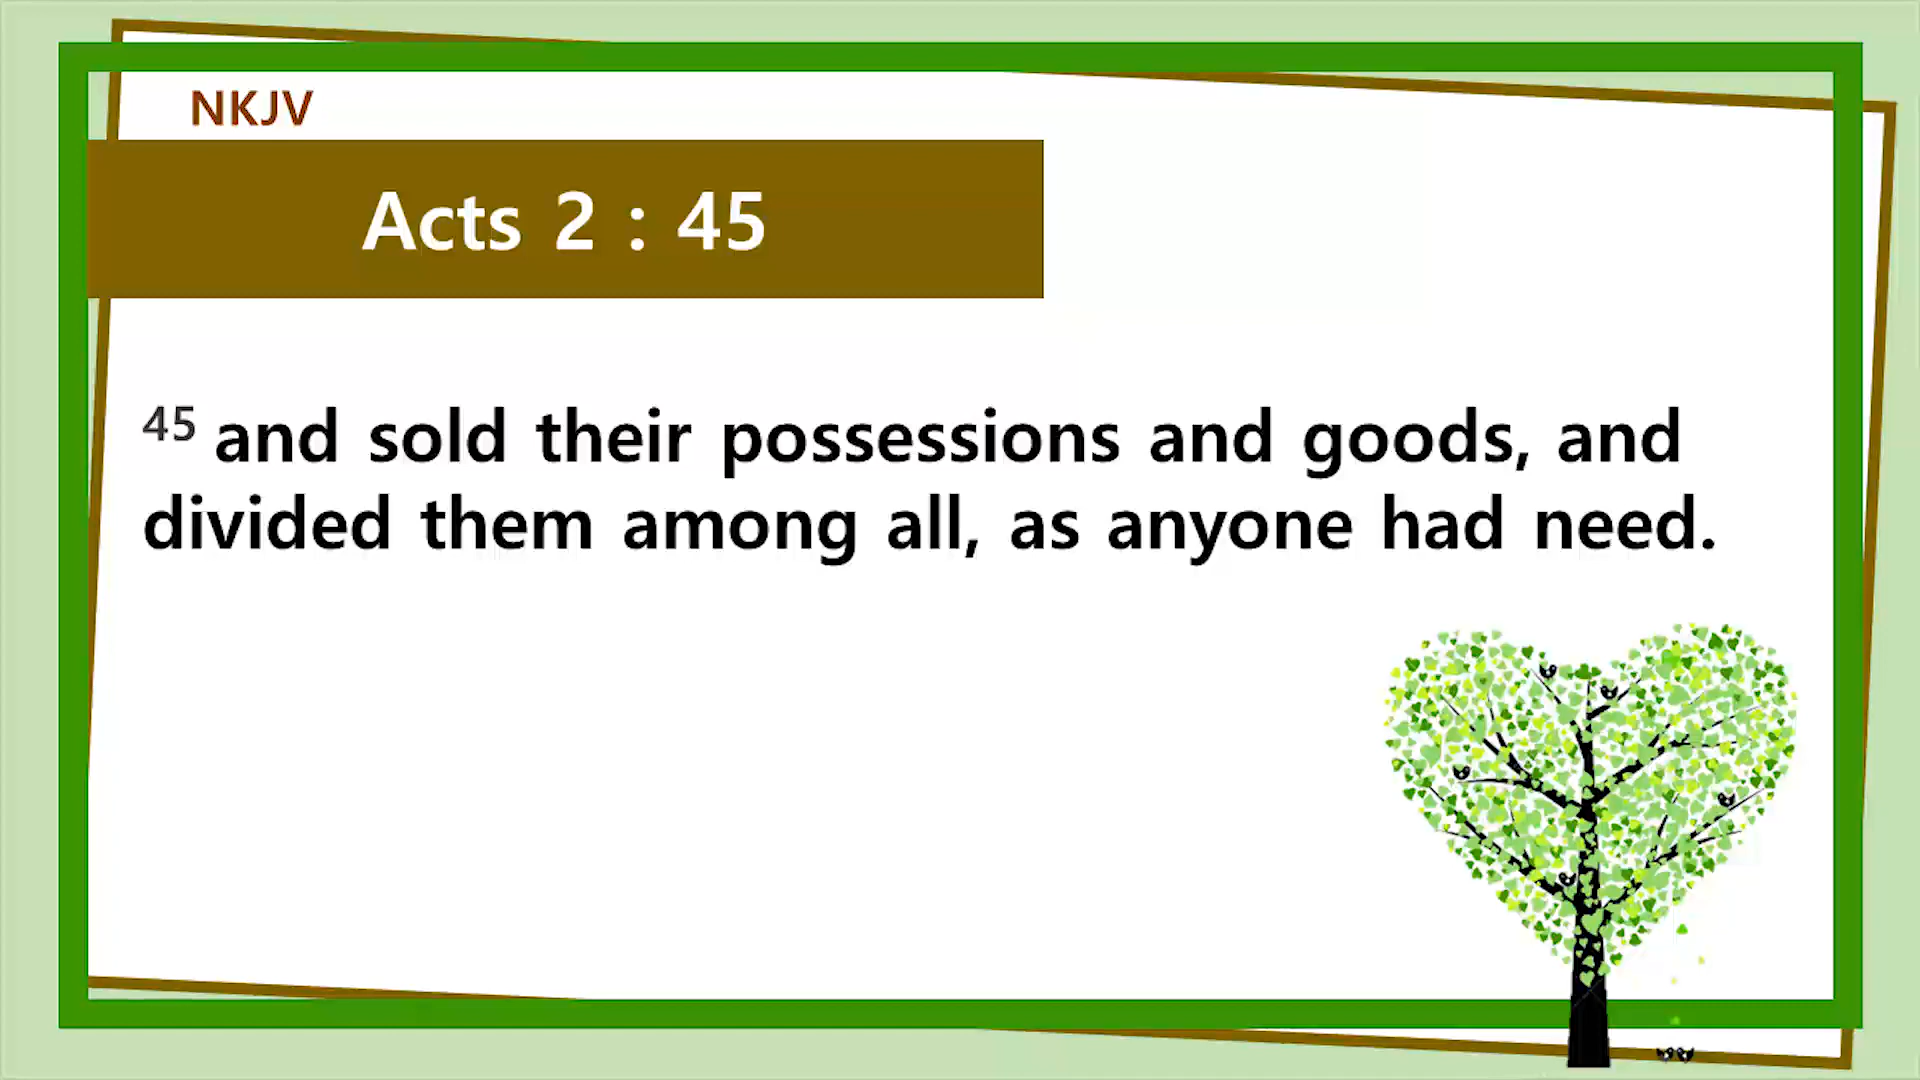 NKJV
Acts 2 : 45
45 and sold their possessions and goods, and
divided them among all, as anyone had need.